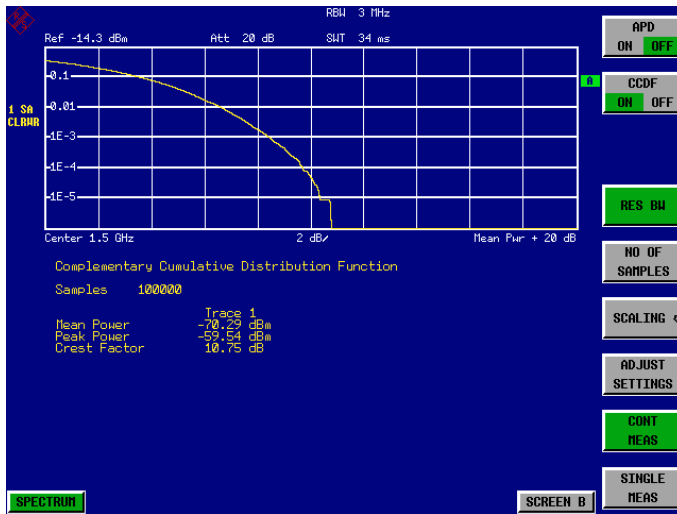 RBW 3 MHz
Ref -14.3 dBm Att 20 dB SWT 34 ms
APD
ON OFF
0.1
A
CCDF
ON OFF
1 SA
CLRWR
0.01
1E-3
1E-4
1E-5
RES BW
Center 1.5 GHz 2 dB/ Mean Pwr + 20 dB
NO OF
SAMPLES
Complementary Cumulative Distribution Function
Samples 100000
SCALING
Trace 1
Mean Power -70.29 dBm
Peak Power -59.54 dBm
Crest Factor 10.75 dB
ADJUST
SETTINGS
CONT
MEAS
SINGLE
MEAS
SPECTRUM
SCREEN B